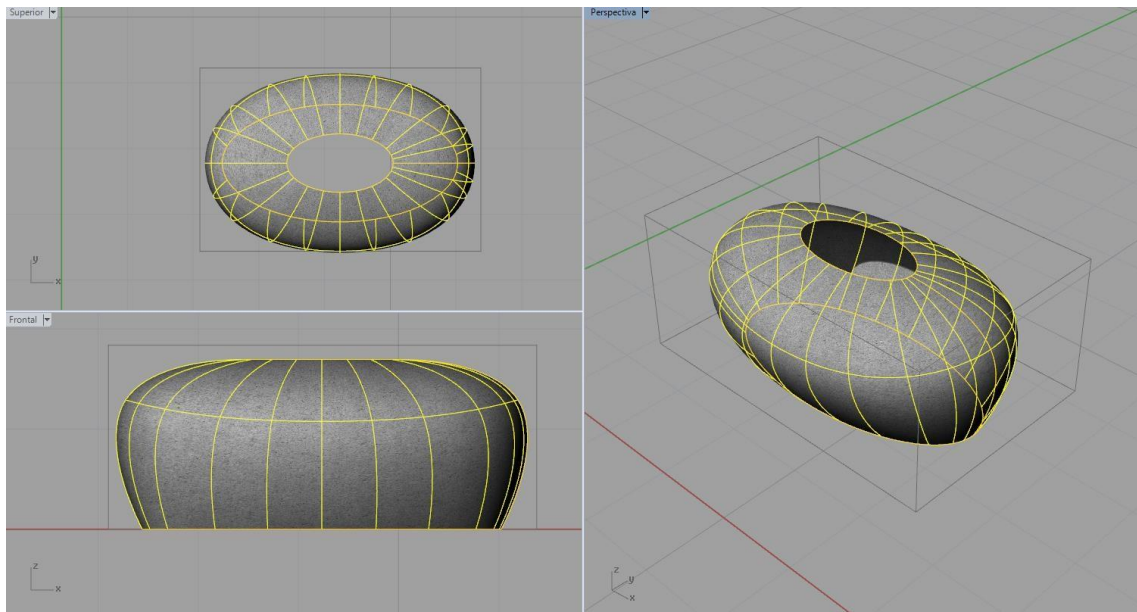 Superior
y
x
Frontal
z
x
Perspectiva
z
y
x